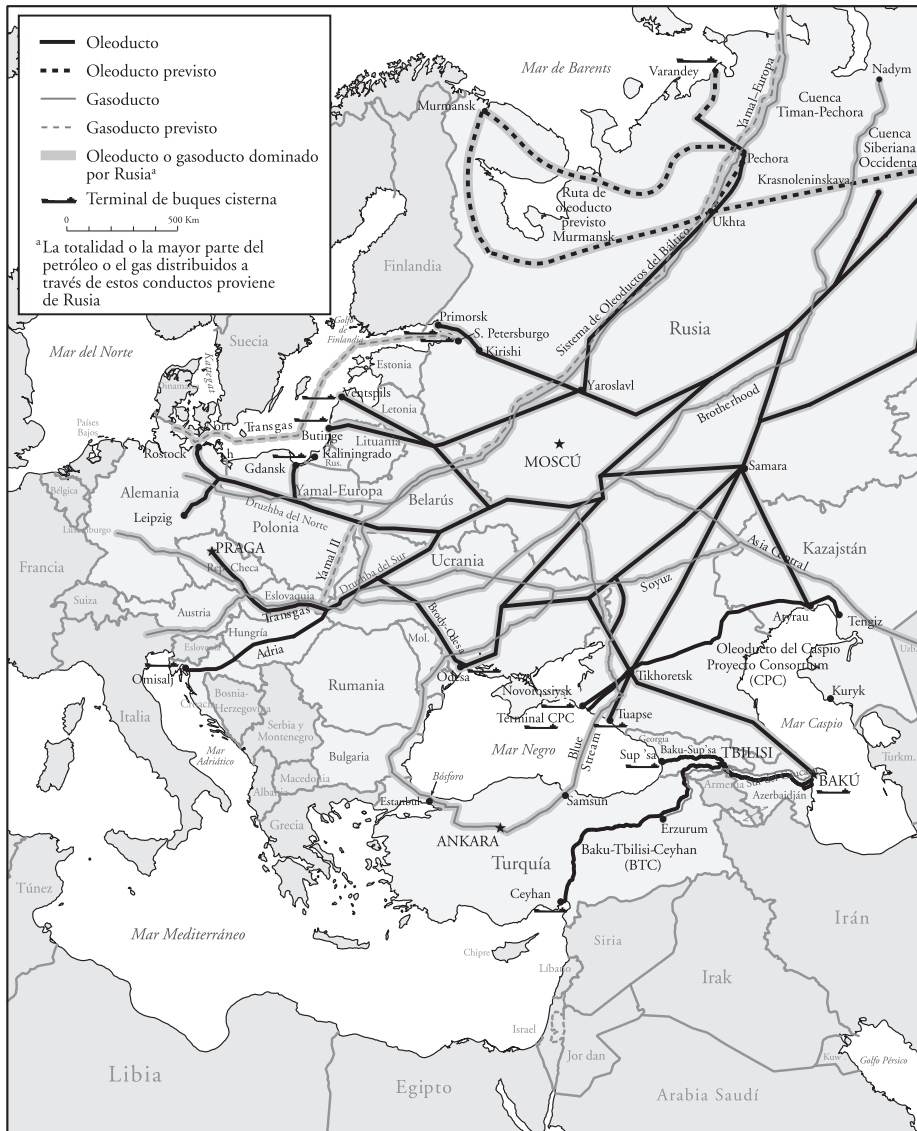 Oleoducto
Oleoducto previsto
Gasoducto
Gasoducto previsto
Oleoducto o gasoducto dominado
por Rusiaª
Terminal de buques cisterna
0 500 Km
ª La totalidad o la mayor parte del
petróleo o el gas distribuidos a
través de estos conductos proviene
de Rusia
Mar de Barents
Varandey
Nadym
Murmansk
Yamal-Europa
Cuenca
Timan-Pechora
Cuenca
Siberiana
Occidental
Pechora
Krasnoleninskaya
Ruta de
oleoducto
previsto
Murmansk
Ukhta
Finlandia
Sistema de Oleoductos del Báltico
Rusia
Primorsk
Golfo
de
Finlandia
S. Petersburgo
Kirishi
Suecia
Mar del Norte
Kattegat
Estonia
Yaroslavl
Dinamarca
Ventspils
Letonia
Brotherhood
Países
Bajos
Nort
Transgas
Butinge
Lituania
MOSCÚ
Rostock
h
Kaliningrado
Rus.
Gdansk
Samara
Bélgica
Alemania
Yamal-Europa
Belarús
Druzhba del Norte
Leipzig
Polonia
Luxemburgo
Asia Central
Kazajstán
PRAGA
Rep. Checa
Yamal II
Druzhba del Sur
Ucrania
Francia
Soyuz
Eslovaquia
Suiza
Austria
Transgas
Atyrau
Tengiz
Hungría
Brody-Odesa
Mol.
Eslovenia
Adria
Oleoducto del Caspio
Proyecto Consortium
(CPC)
Uzb.
Omisalj
Odesa
Tikhoretsk
Croacia
Bosnia-
Herzegovina
Rumania
Novorossiysk
Kuryk
Italia
Terminal CPC
Tuapse
Mar Caspio
Serbia y
Montenegro
Mar Negro
Blue
Stream
Georgia
Mar
Adriático
Bulgaria
Sup´sa
Baku-Sup´sa
TBILISI
Turkm.
Macedonia
Albania
Bósforo
Armenia
BAKÚ
Azerbaidján
Estanbul
Samsun
Grecia
ANKARA
Erzurum
Turquía
Baku-Tbilisi-Ceyhan
(BTC)
Túnez
Ceyhan
Irán
Mar Mediterráneo
Chipre
Siria
Líbano
Irak
Israel
Jor dan
Kuw.
Golfo Pérsico
Libia
Egipto
Arabia Saudí